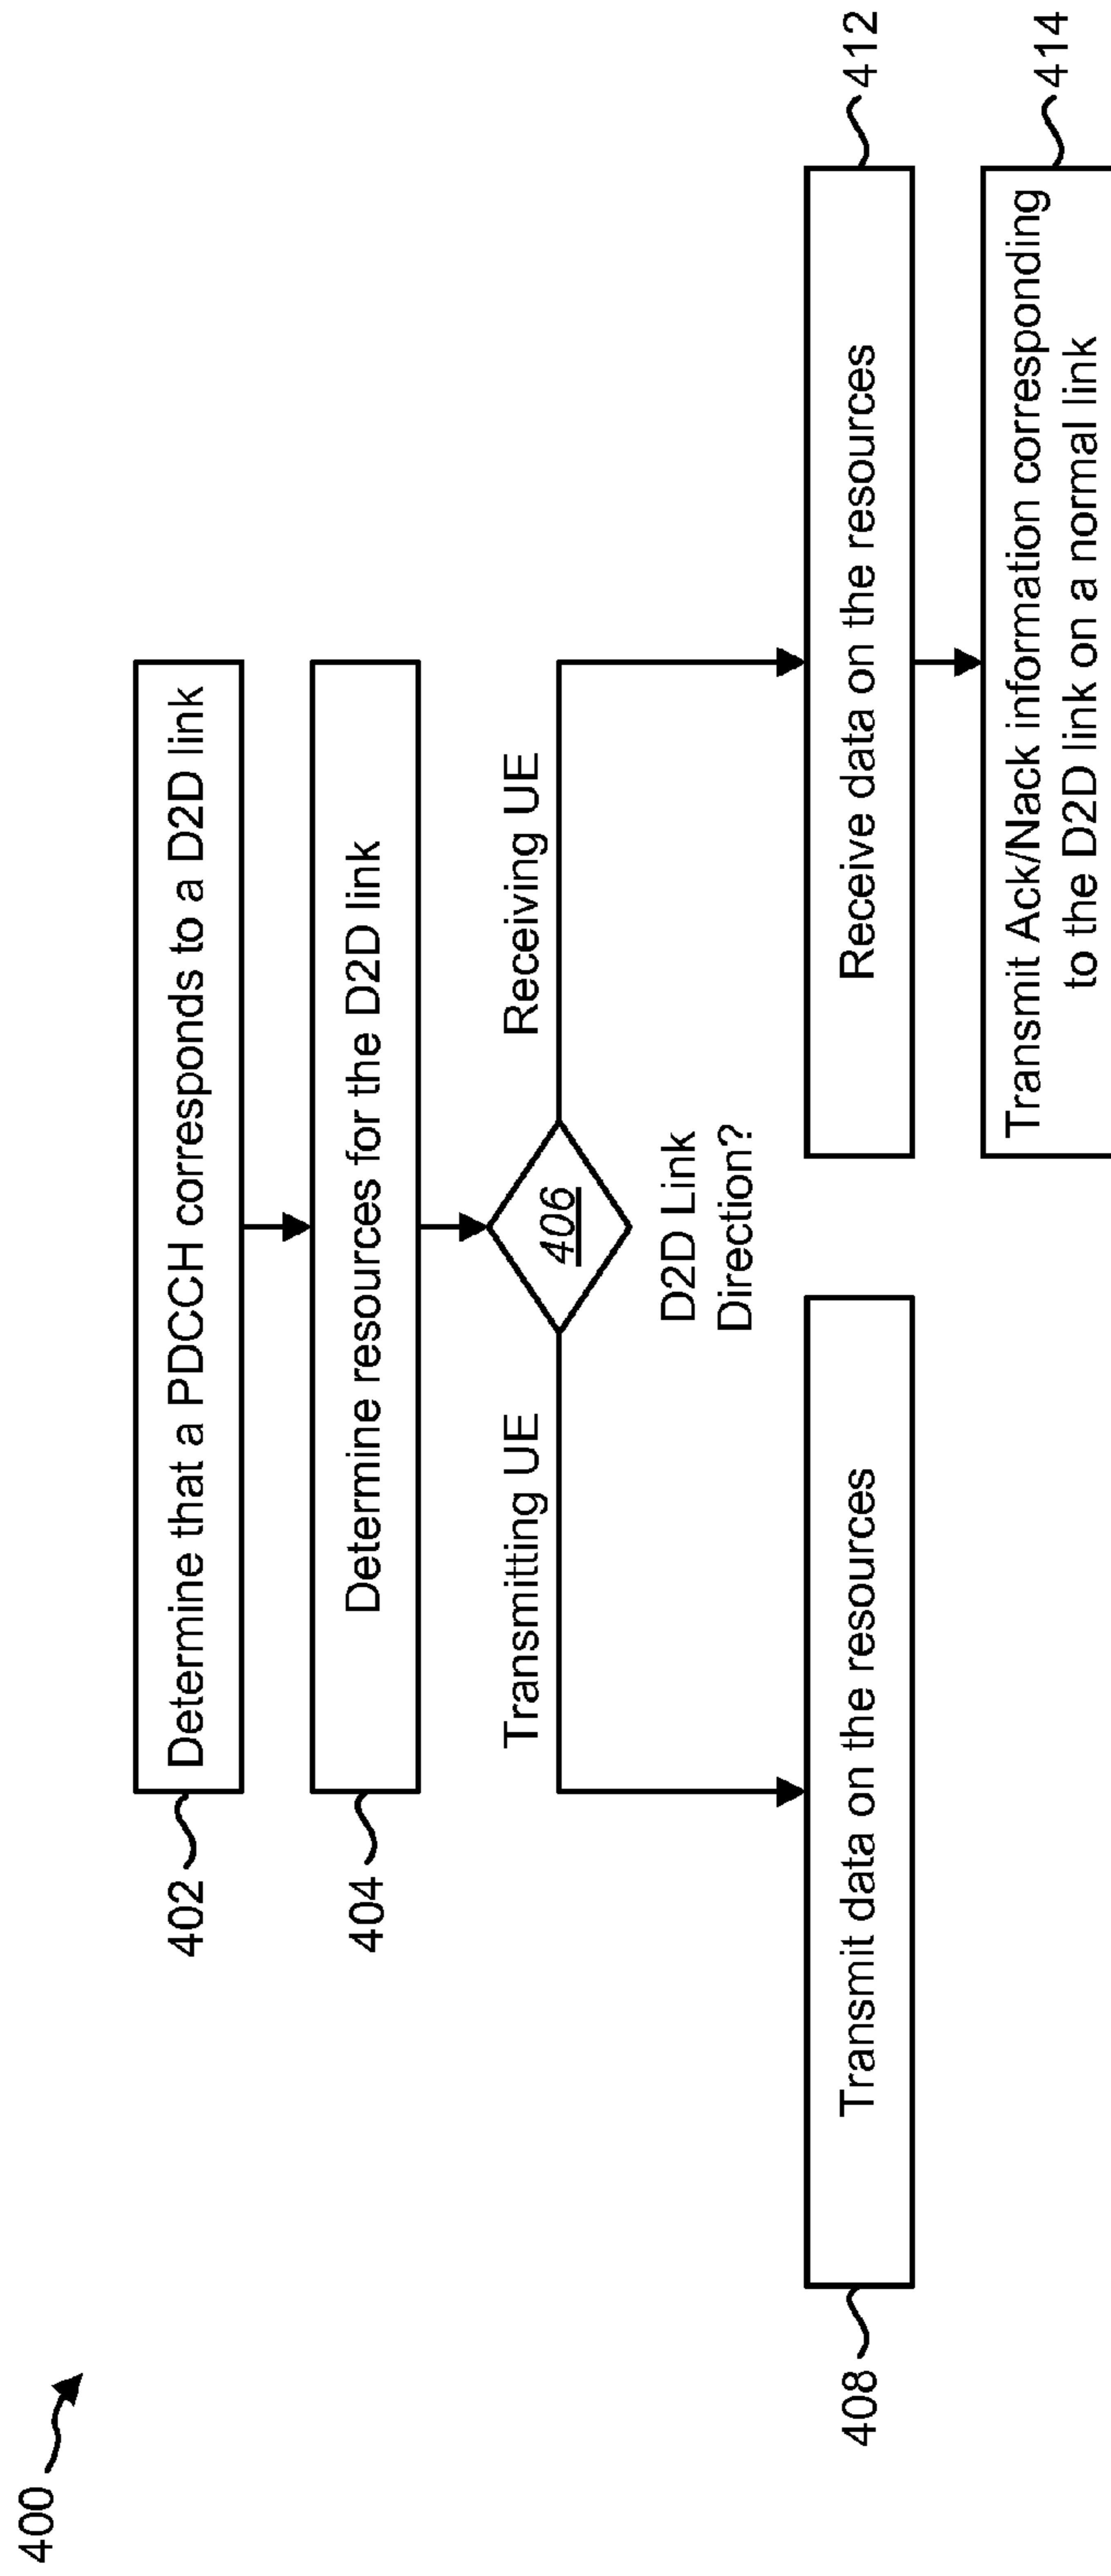 400
402
Determine that a PDCCH corresponds to a D2D link
404
Determine resources for the D2D link
Transmitting UE
406
Receiving UE
D2D Link
Direction?
408
Transmit data on the resources
Receive data on the resources
412
Transmit Ack/Nack information corresponding
to the D2D link on a normal link
414